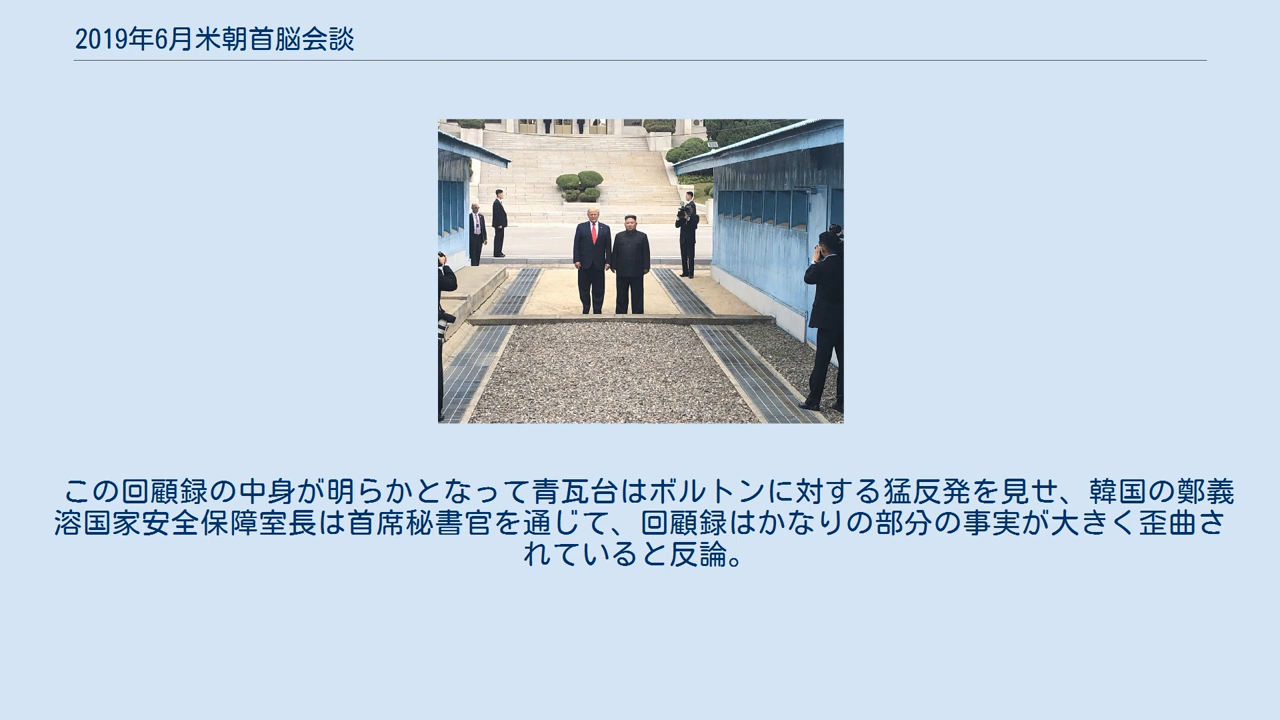 2019年6月米朝首脳会談
この回顧録の中身が明らかとなって青瓦台はボルトンに対する猛反発を見せ、韓国の鄭義
溶国家安全保障室長は首席秘書官を通じて、回顧録はかなりの部分の事実が大きく歪曲さ
れていると反論。